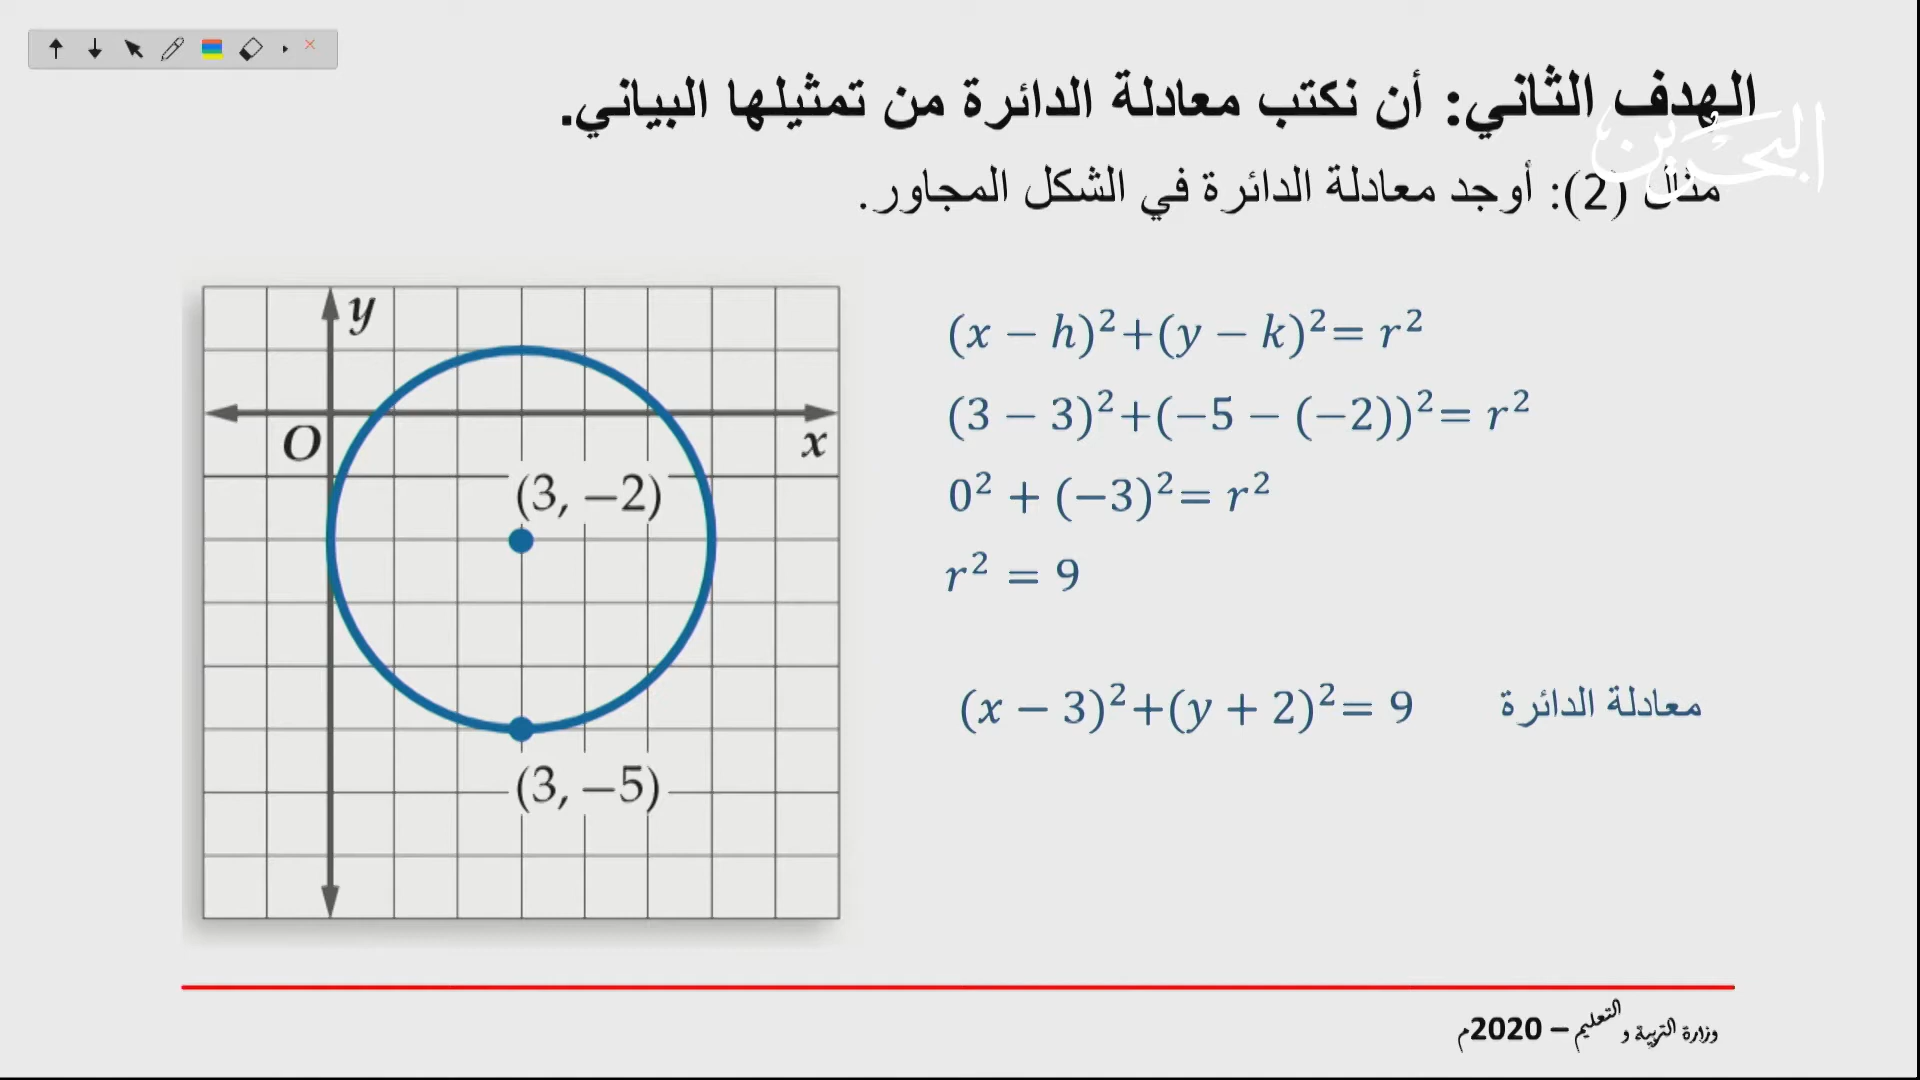 الهدف الثاني: أن نكتب معادلة الدائرة من تمثيلها البياني.
البحرين
مثال (2): أوجد معادلة الدائرة في الشكل المجاور.
y
O
x
(3, −2)
(3, −5)
(x − h)²+(y − k)²= r²
(3 − 3)²+(−5 − (−2))²= r²
0² + (−3)²= r²
r² = 9
(x − 3)²+(y + 2)²= 9 معادلة الدائرة
وزارة التربية و التعليم – 2020م